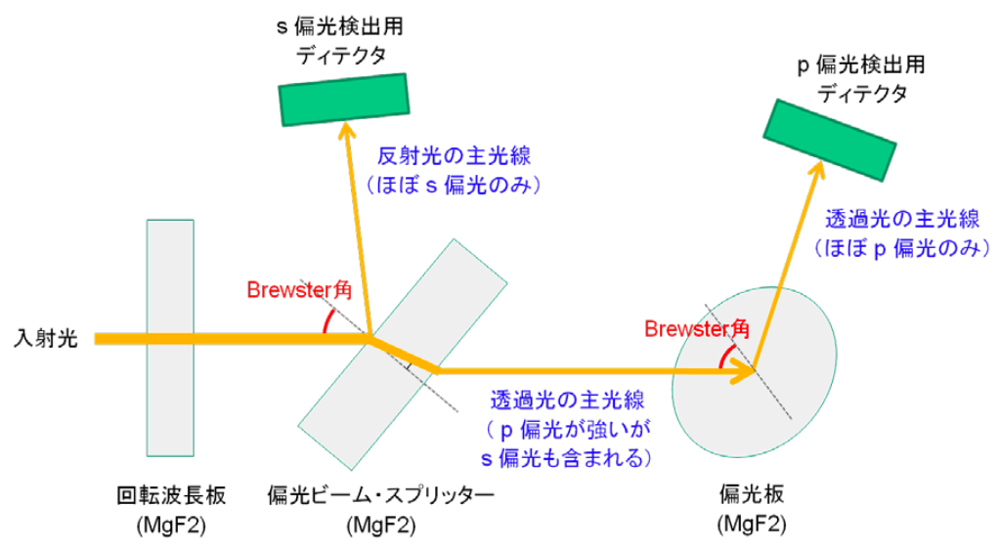 s 偏光検出用
ディテクタ
p 偏光検出用
ディテクタ
反射光の主光線
（ほぼ s 偏光のみ）
透過光の主光線
（ほぼ p 偏光のみ）
Brewster角
Brewster角
入射光
透過光の主光線
（ p 偏光が強いが
s 偏光も含まれる）
回転波長板
(MgF2)
偏光ビーム・スプリッター
(MgF2)
偏光板
(MgF2)